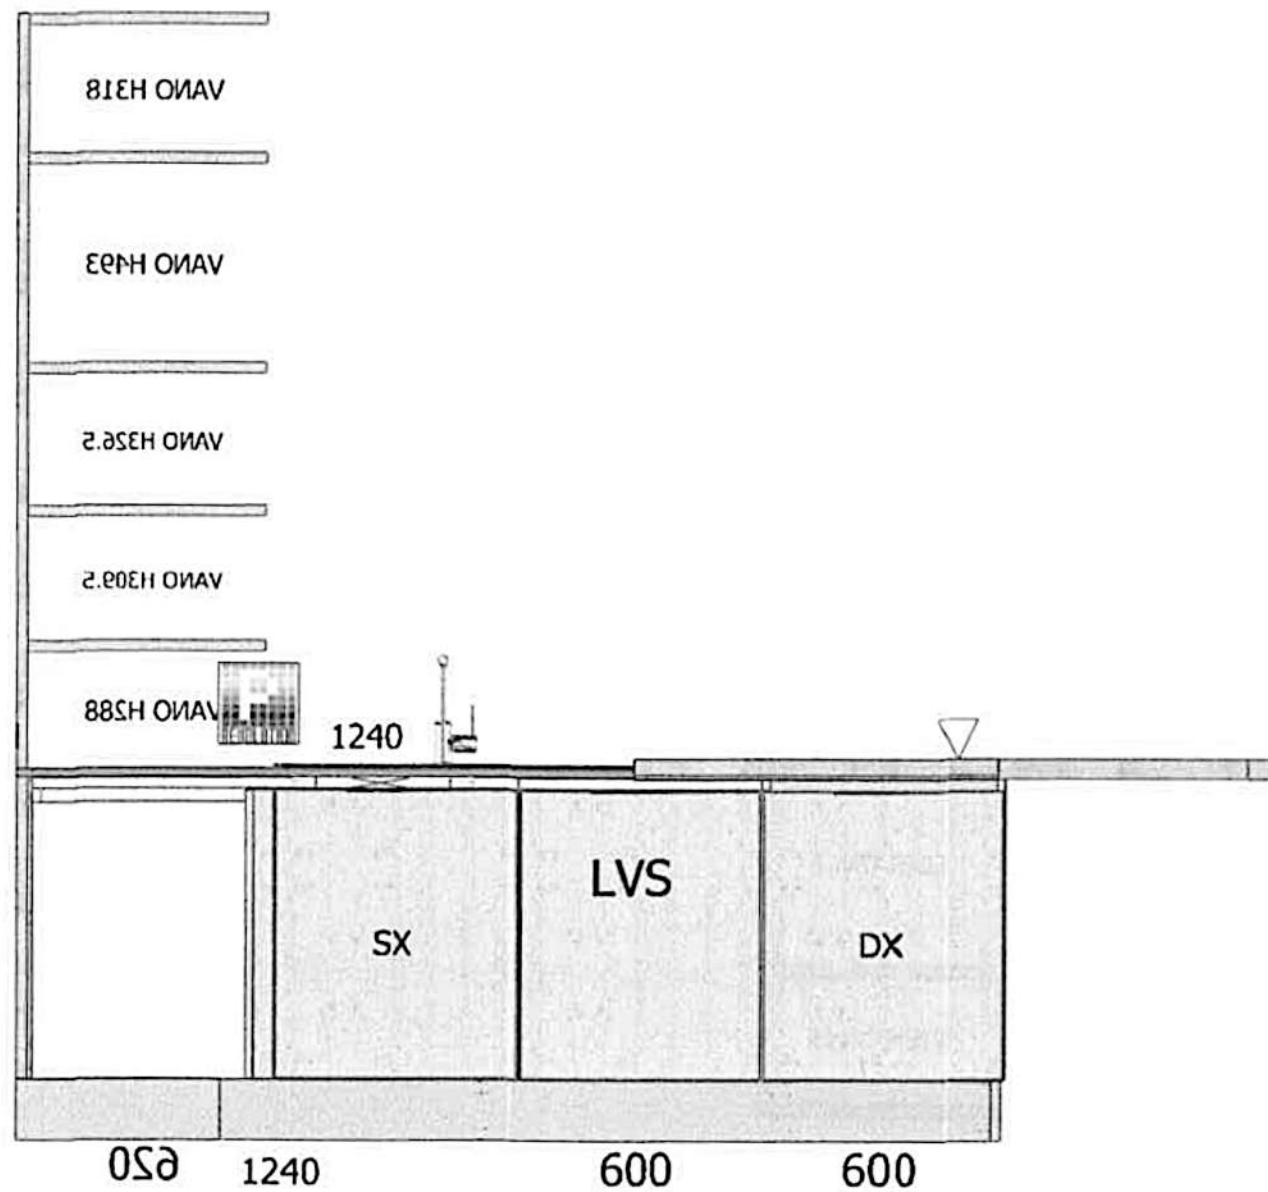 VANO H318
VANO H493
VANO H326.5
VANO H309.5
VANO H288
1240
LVS
SX
DX
620
1240
600
600